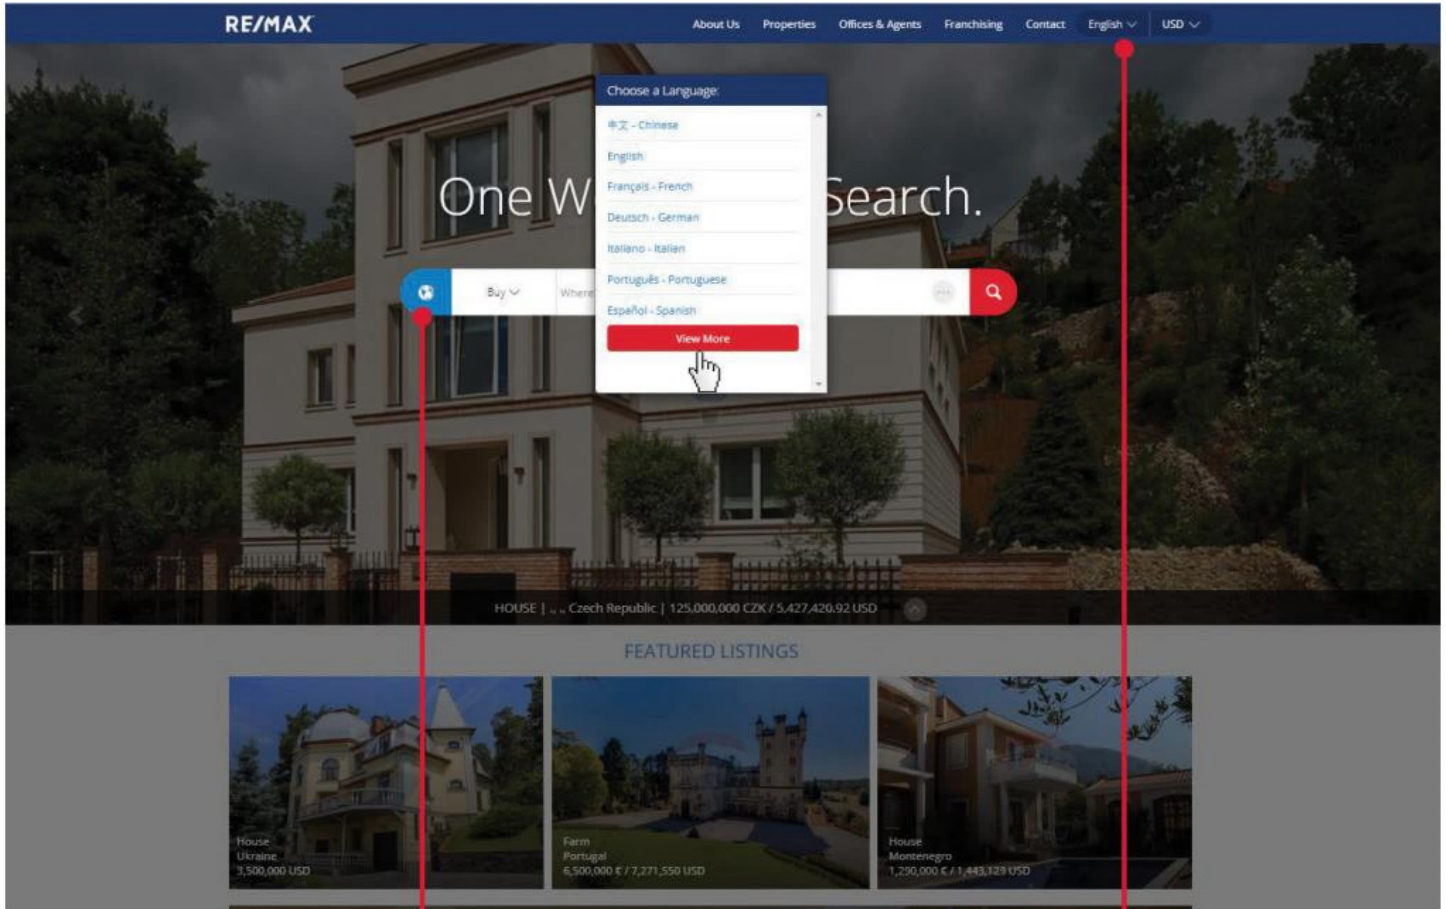 RE/MAX
About Us Properties Offices & Agents Franchising Contact English USD
Choose a Language:
中文 - Chinese
English
Français - French
Deutsch - German
Italiano - Italian
Português - Portuguese
Español - Spanish
View More
One W Search.
Buy Where
HOUSE | Czech Republic | 125,000,000 CZK / 5,427,420.92 USD
FEATURED LISTINGS
House
Ukraine
3,500,000 USD
Farm
Portugal
6,500,000 € / 7,271,550 USD
House
Montenegro
1,290,000 € / 1,443,123 USD